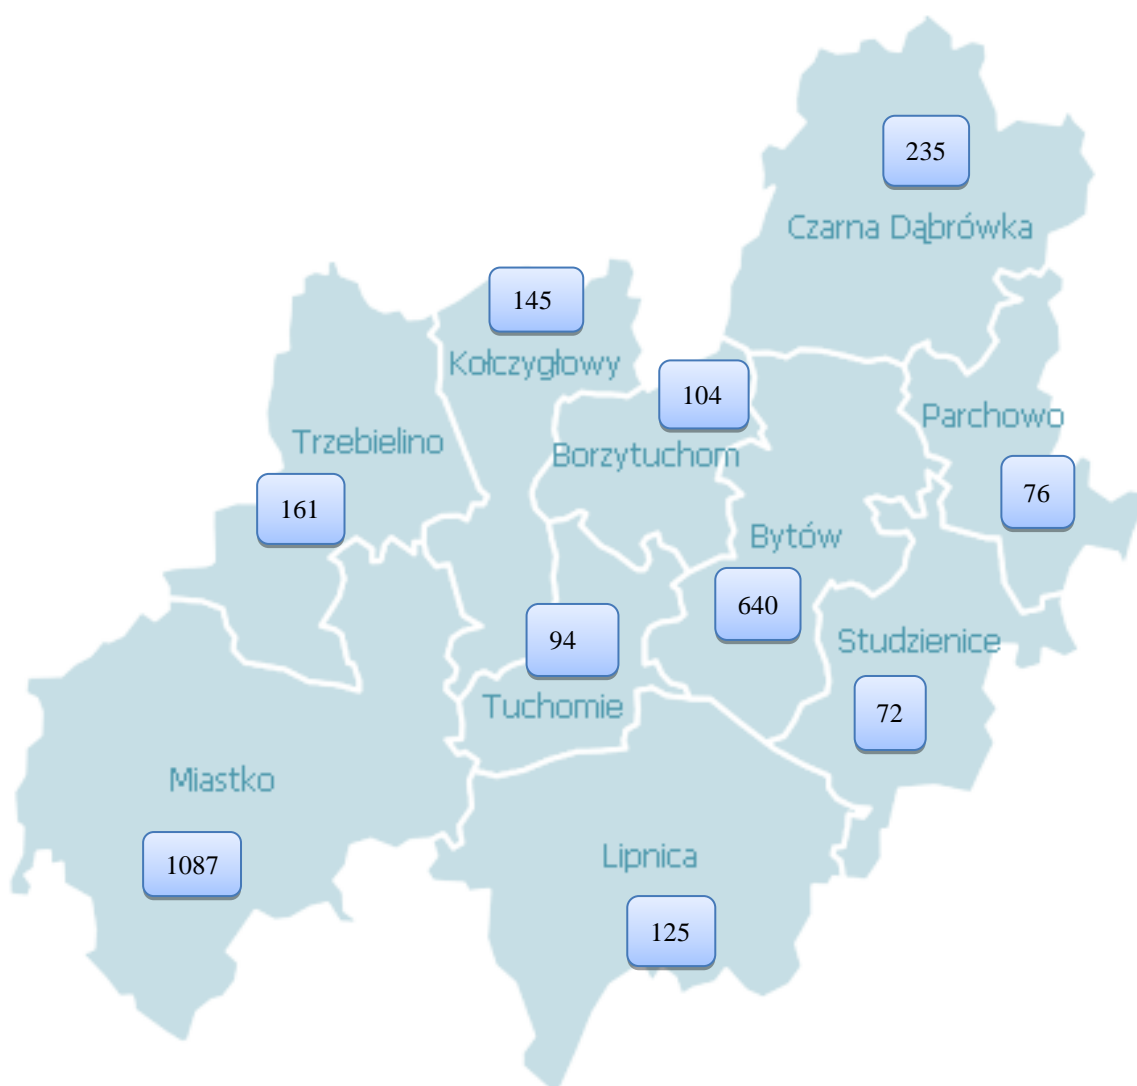 235
Czarna Dąbrówka
145
Kołczygłowy
104
Borzytuchom
Parchowo
76
Trzebielino
161
Bytów
640
94
Tuchomie
Studzienice
72
Miastko
1087
Lipnica
125